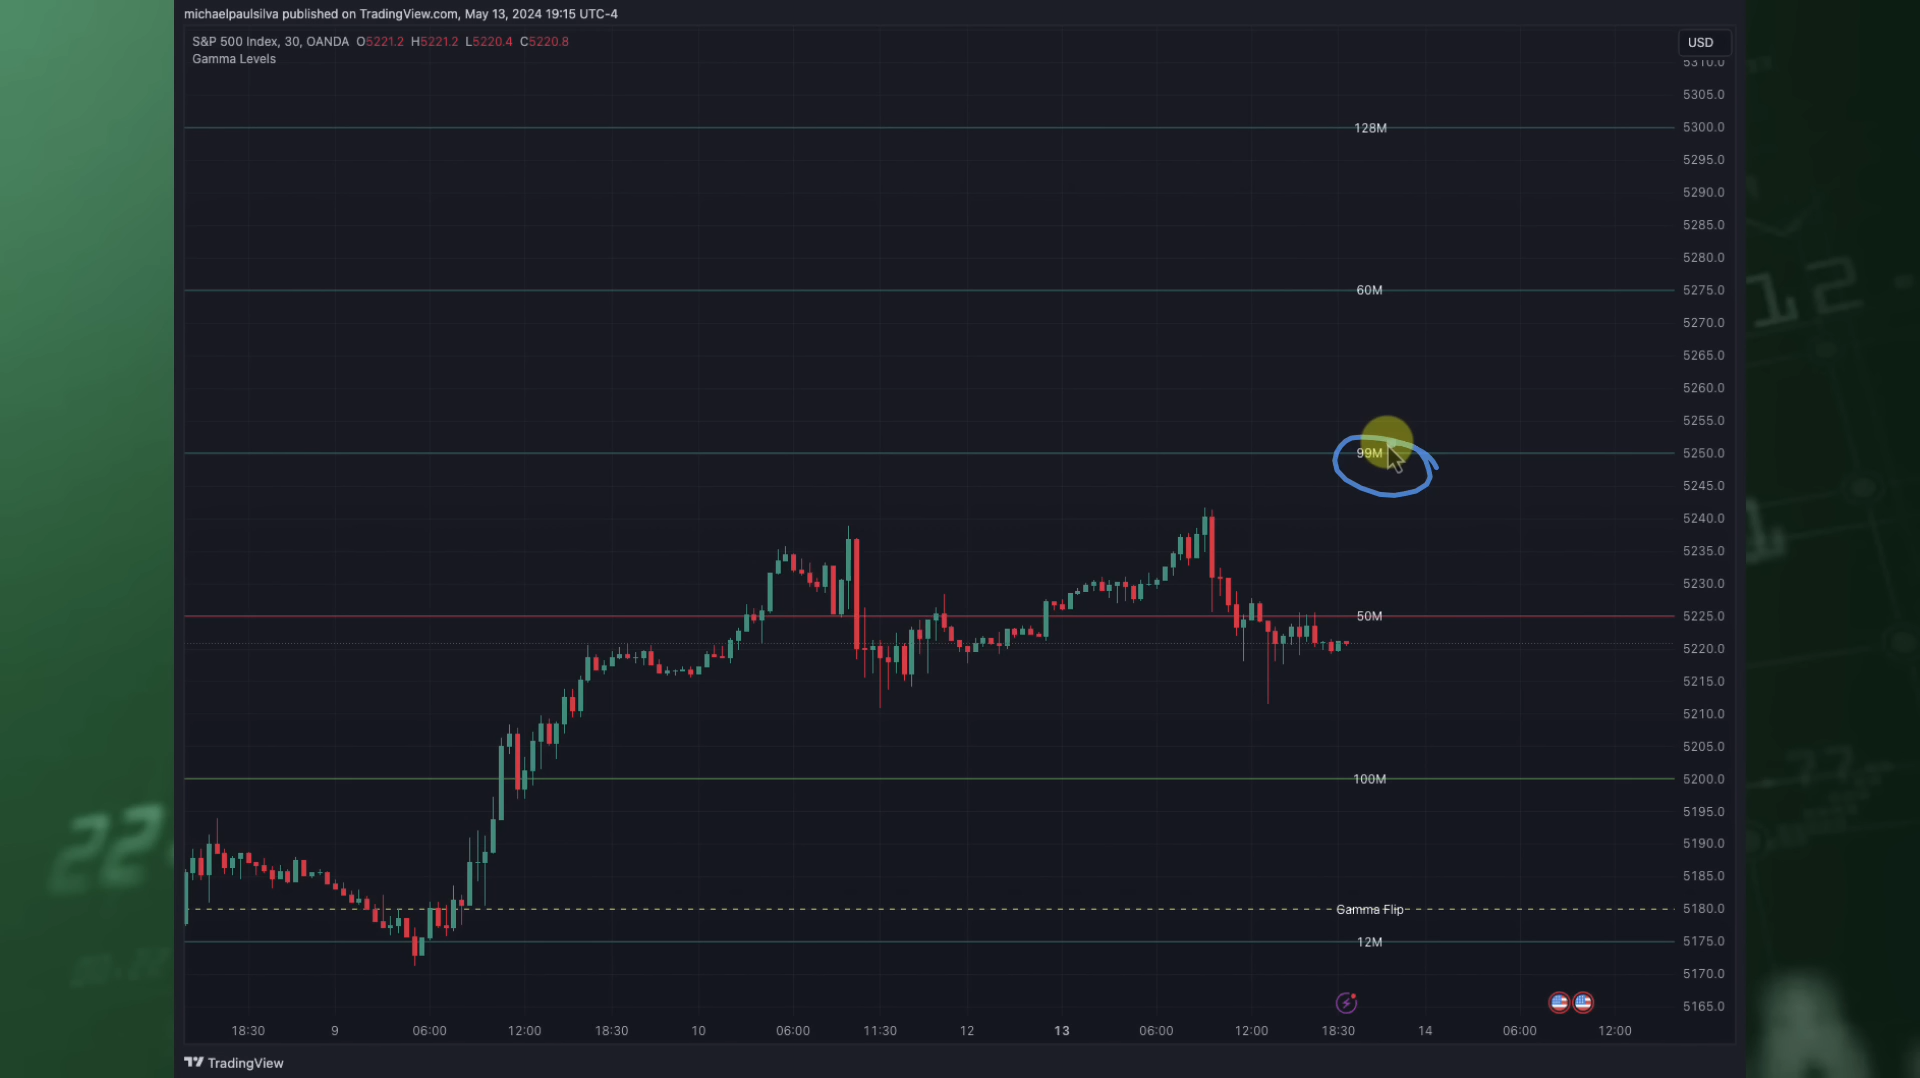 michaelpaulsilva published on TradingView.com, May 13, 2024 19:15 UTC-4
S&P 500 Index, 30, OANDA O5221.2 H5221.2 L5220.4 C5220.8
Gamma Levels
USD
5310.0
5305.0
128M
5300.0
5295.0
5290.0
5285.0
5280.0
60M
5275.0
5270.0
5265.0
5260.0
5255.0
99M
5250.0
5245.0
5240.0
5235.0
5230.0
50M
5225.0
5220.0
5215.0
5210.0
5205.0
100M
5200.0
5195.0
5190.0
5185.0
Gamma Flip
5180.0
12M
5175.0
5170.0
5165.0
18:30 9 06:00 12:00 18:30 10 06:00 11:30 12 13 06:00 12:00 18:30 14 06:00 12:00
TradingView
22
12
77